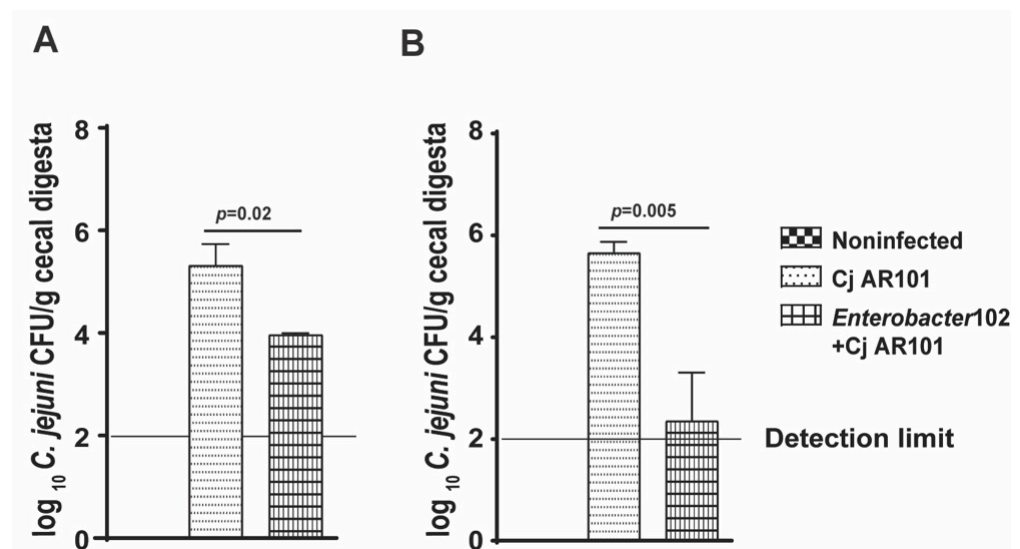 A
B
log 10 C. jejuni CFU/g cecal digesta
8
6
4
2
0
p=0.02
log 10 C. jejuni CFU/g cecal digesta
8
6
4
2
0
p=0.005
Noninfected
Cj AR101
Enterobacter102
+Cj AR101
Detection limit